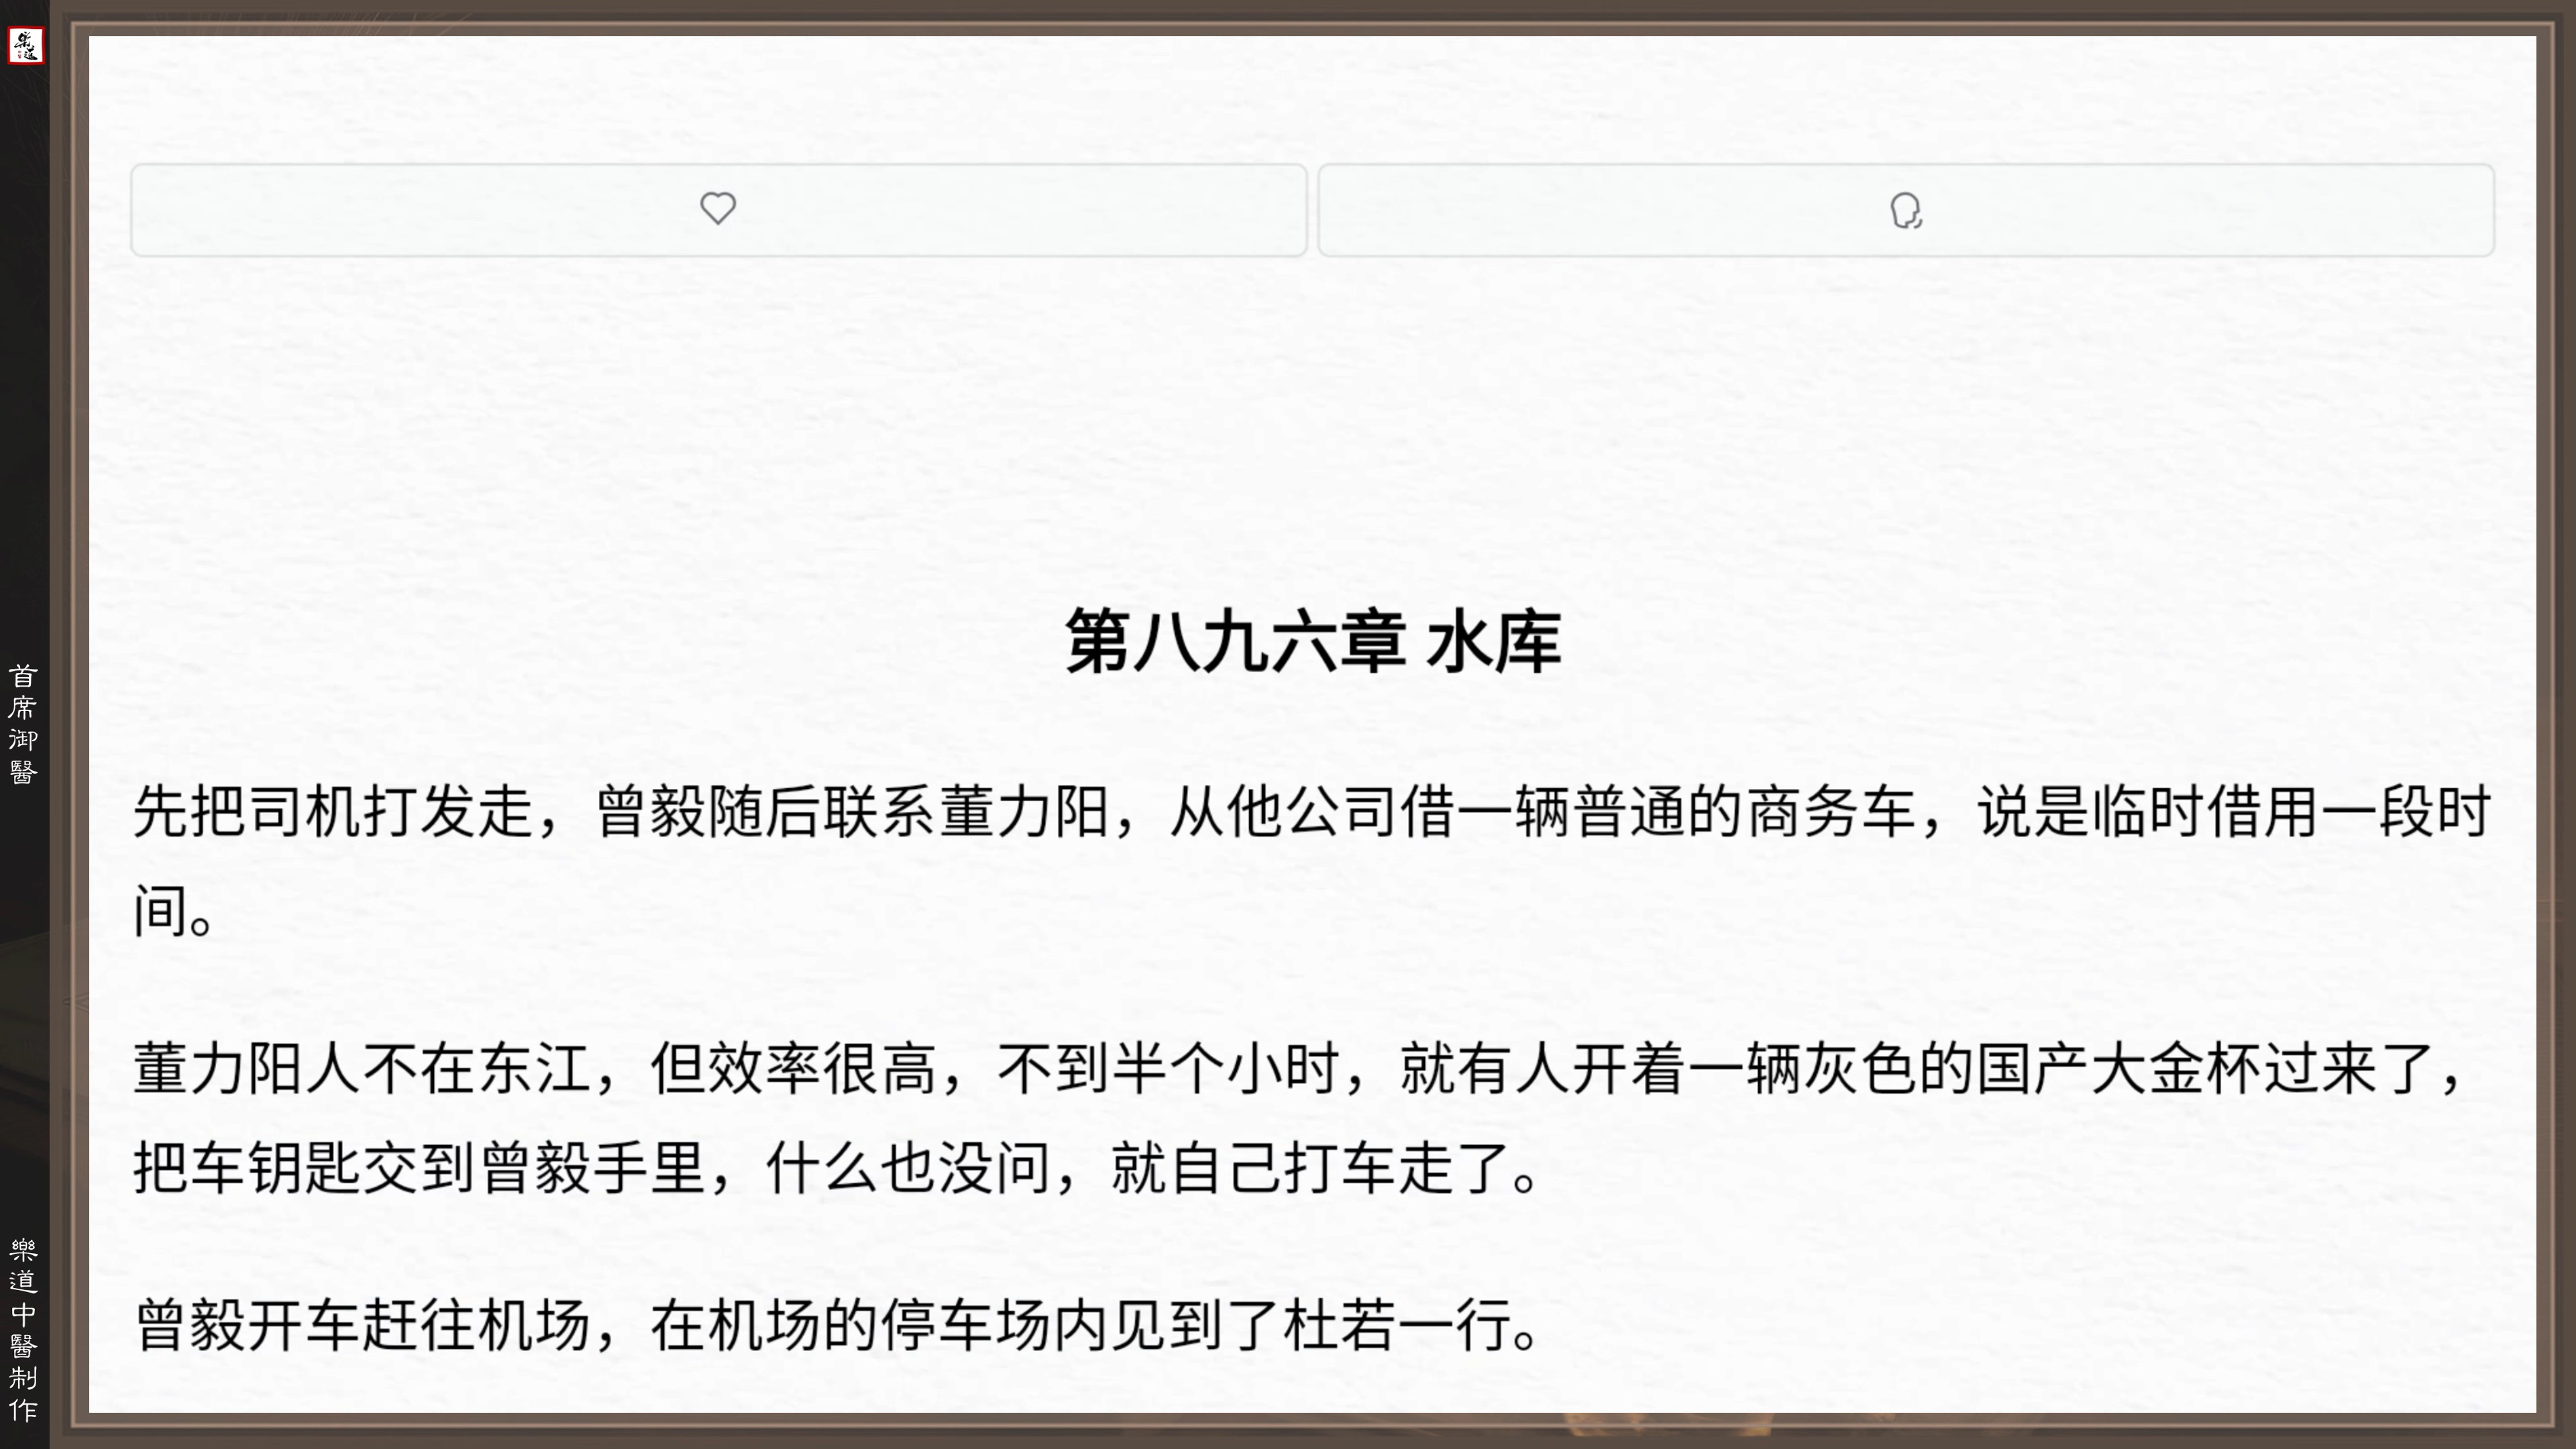 樂道
首席御醫
樂道中醫制作
第八九六章 水库
先把司机打发走，曾毅随后联系董力阳，从他公司借一辆普通的商务车，说是临时借用一段时
间。
董力阳人不在东江，但效率很高，不到半个小时，就有人开着一辆灰色的国产大金杯过来了，
把车钥匙交到曾毅手里，什么也没问，就自己打车走了。
曾毅开车赶往机场，在机场的停车场内见到了杜若一行。